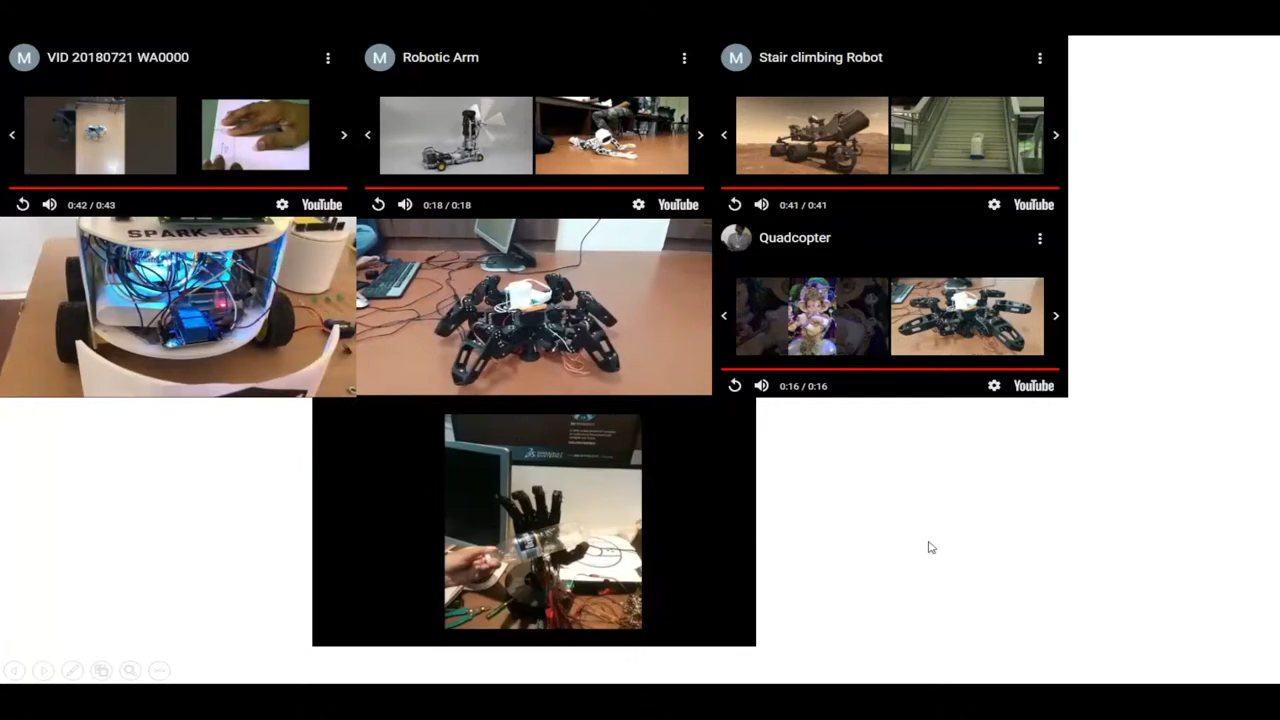 M VID 20180721 WA0000
M Robotic Arm
M Stair climbing Robot
0:42 / 0:43 YouTube
0:18 / 0:18 YouTube
0:41 / 0:41 YouTube
SPARK-BOT
Quadcopter
0:16 / 0:16 YouTube